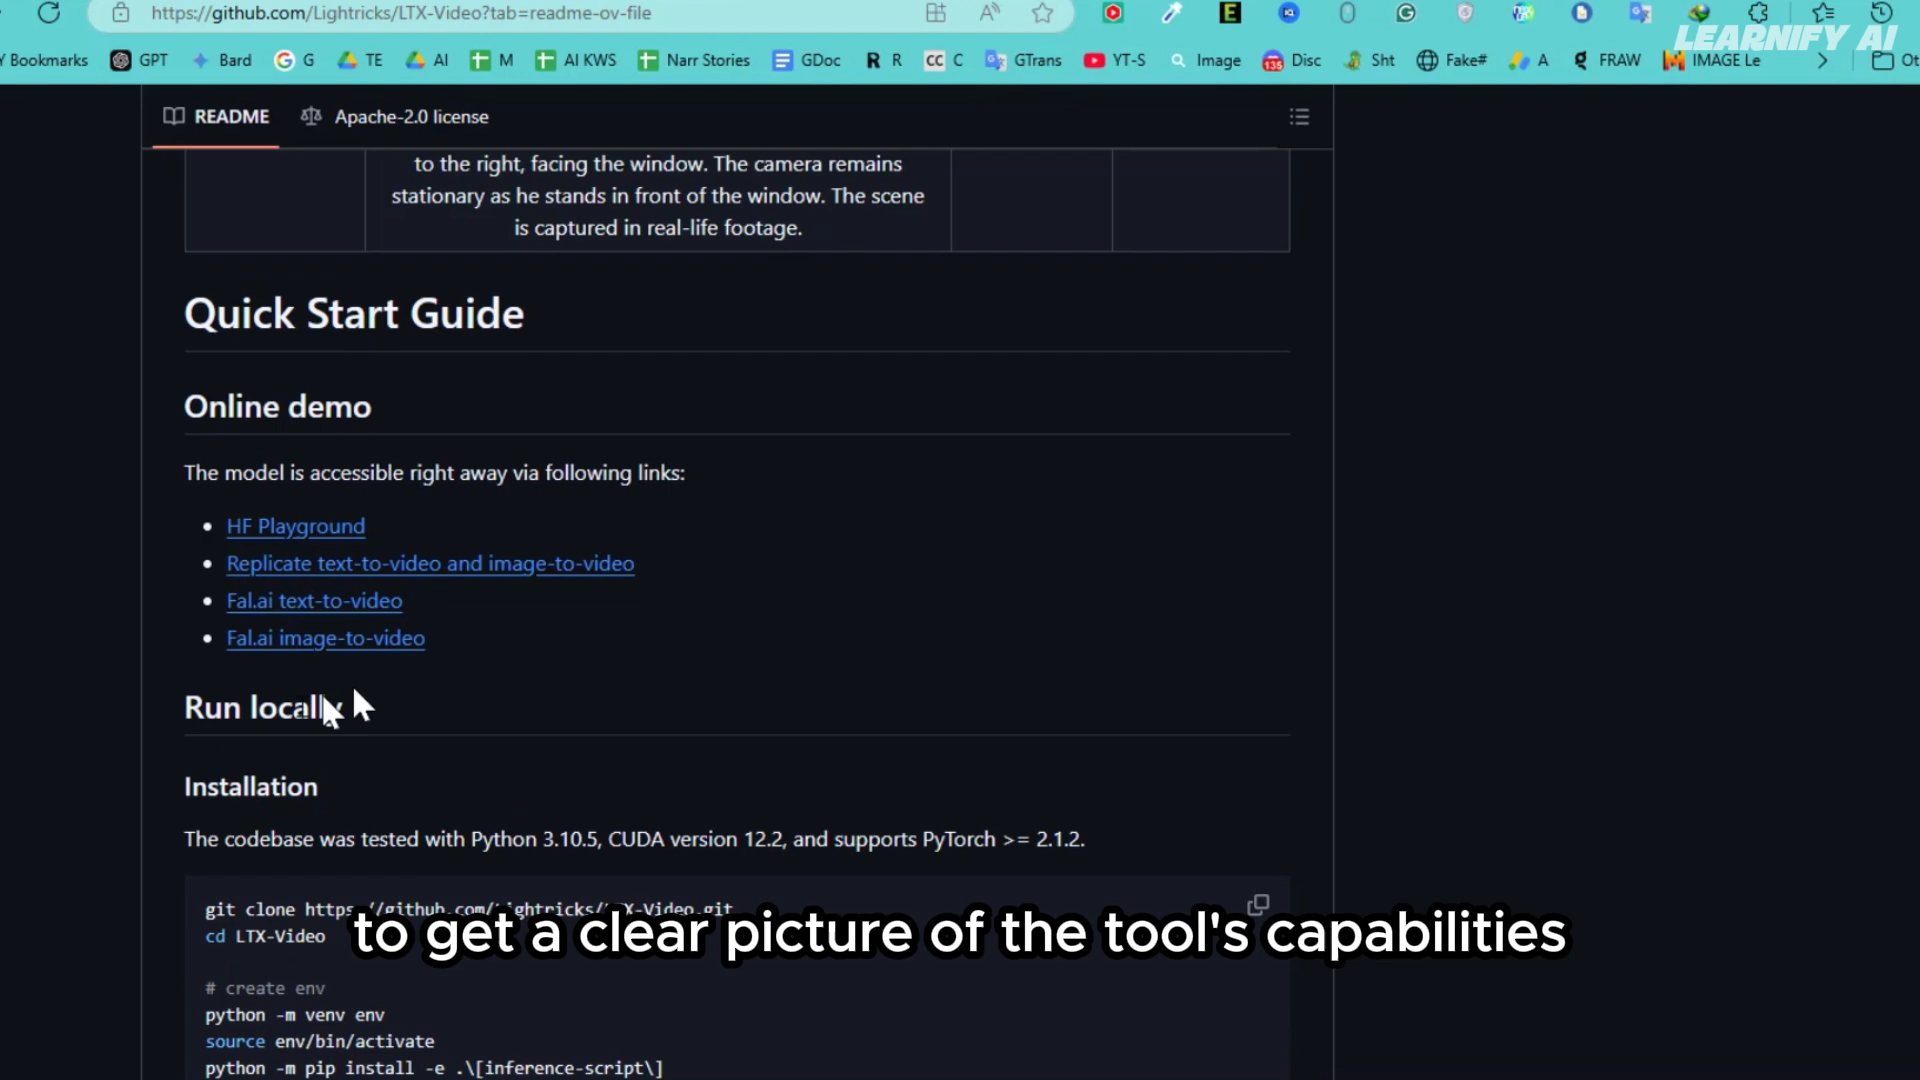 https://github.com/Lightricks/LTX-Video?tab=readme-ov-file
LEARNIFY AI
Bookmarks GPT Bard G TE AI M AI KWS Narr Stories GDoc R C GTrans YT-S Image Disc Sht Fake# A FRAW IMAGE Le
README Apache-2.0 license
to the right, facing the window. The camera remains
stationary as he stands in front of the window. The scene
is captured in real-life footage.
Quick Start Guide
Online demo
The model is accessible right away via following links:
HF Playground
Replicate text-to-video and image-to-video
Fal.ai text-to-video
Fal.ai image-to-video
Run locally
Installation
The codebase was tested with Python 3.10.5, CUDA version 12.2, and supports PyTorch >= 2.1.2.
git clone https://github.com/Lightricks/LTX-Video.git
cd LTX-Video
to get a clear picture of the tool's capabilities
# create env
python -m venv env
source env/bin/activate
python -m pip install -e .\[inference-script\]